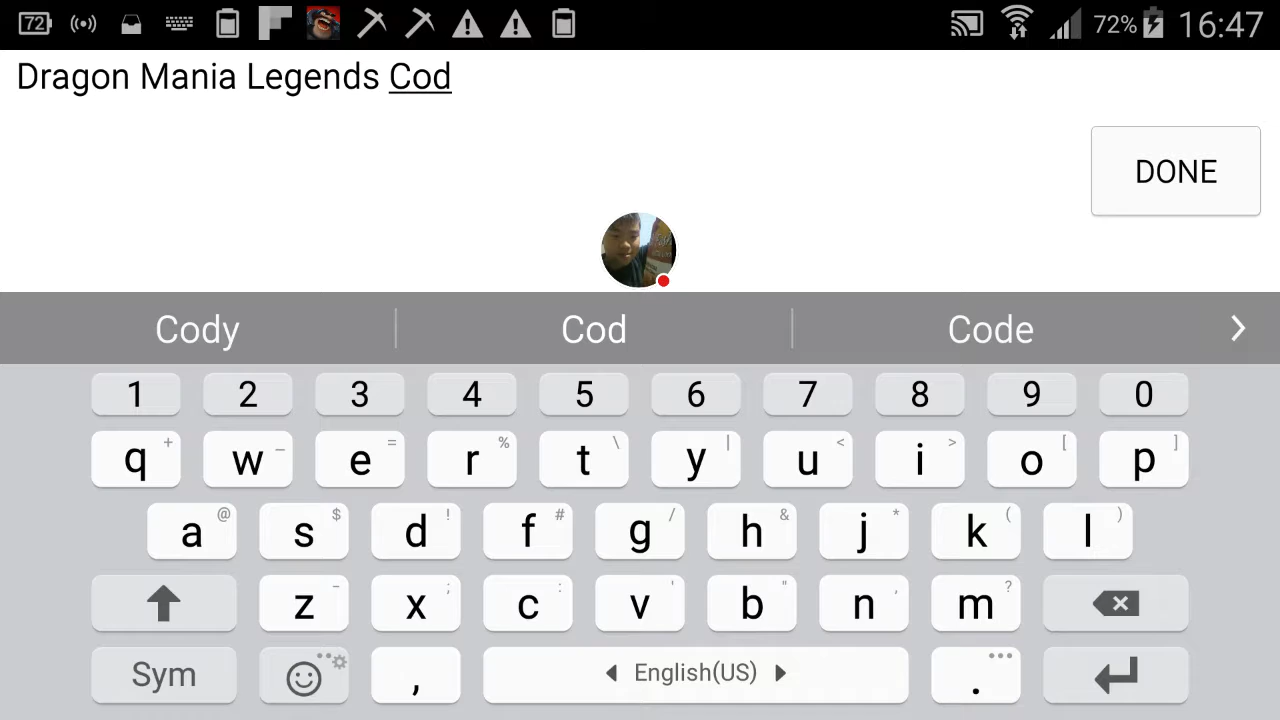 72 72% 16:47
Dragon Mania Legends Cod
DONE
Cody Cod Code
1 2 3 4 5 6 7 8 9 0
q + w _ e = r % t \ y | u < i > o [ p ]
a @ s $ d ! f # g / h & j * k ( l )
z - x ; c : v ' b " n , m ?
Sym , English(US) .